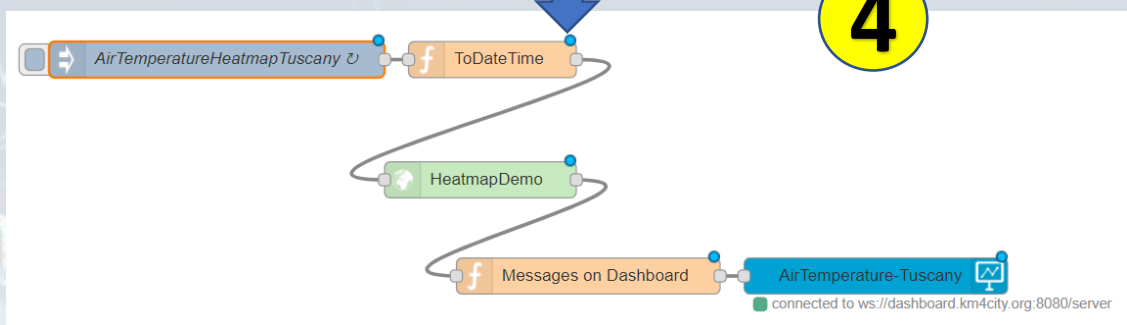 4
AirTemperatureHeatmapTuscany ↻
ToDateTime
HeatmapDemo
Messages on Dashboard
AirTemperature-Tuscany
connected to ws://dashboard.km4city.org:8080/server